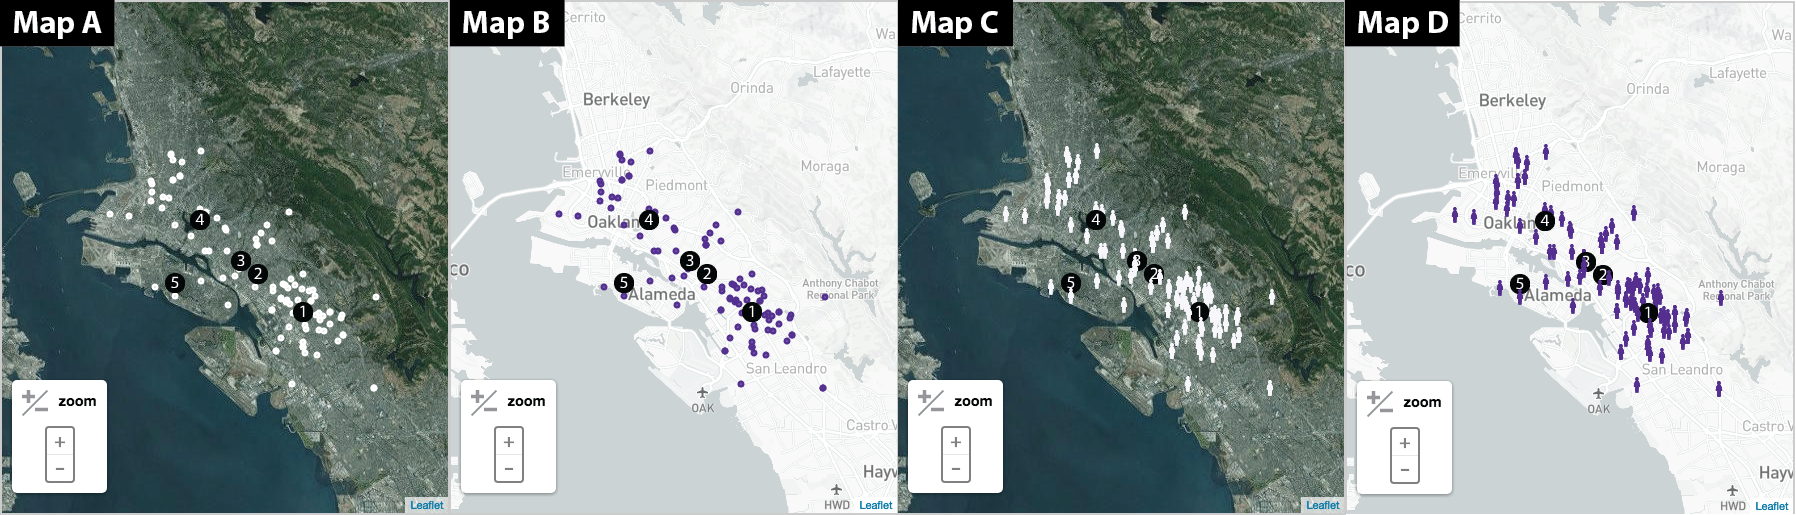 Map A
4
3
2
5
1
zoom
+
−
Leaflet
Map B
Cerrito
Wa
Lafayette
Orinda
Berkeley
Moraga
Emeryville
Piedmont
Oakland
4
3
2
5
co
Alameda
Anthony Chabot
Regional Park
1
San Leandro
OAK
zoom
+
−
Castro V
Hayw
HWD
Leaflet
Map C
4
3
2
5
1
zoom
+
−
Leaflet
Map D
Cerrito
Wa
Lafayette
Orinda
Berkeley
Moraga
Emeryville
Piedmont
Oaklan
4
3
2
5
co
Alameda
Anthony Chabot
Regional Park
1
San Leandro
OAK
zoom
+
−
Castro V
Hayw
HWD
Leaflet